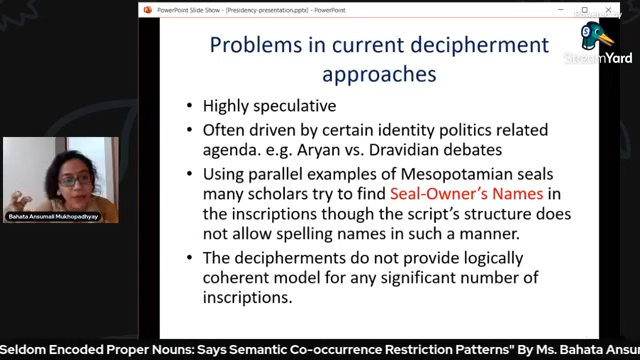 PowerPoint Slide Show - [Presidency-presentation.pptx] - PowerPoint
Powered by
StreamYard
Problems in current decipherment
approaches
• Highly speculative
• Often driven by certain identity politics related
agenda. e.g. Aryan vs. Dravidian debates
• Using parallel examples of Mesopotamian seals
many scholars try to find Seal-Owner's Names in
the inscriptions though the script's structure does
not allow spelling names in such a manner.
• The decipherments do not provide logically
coherent model for any significant number of
inscriptions.
Bahata Ansumali Mukhopadhyay
Seldom Encoded Proper Nouns: Says Semantic Co-occurrence Restriction Patterns" By Ms. Bahata Ansum